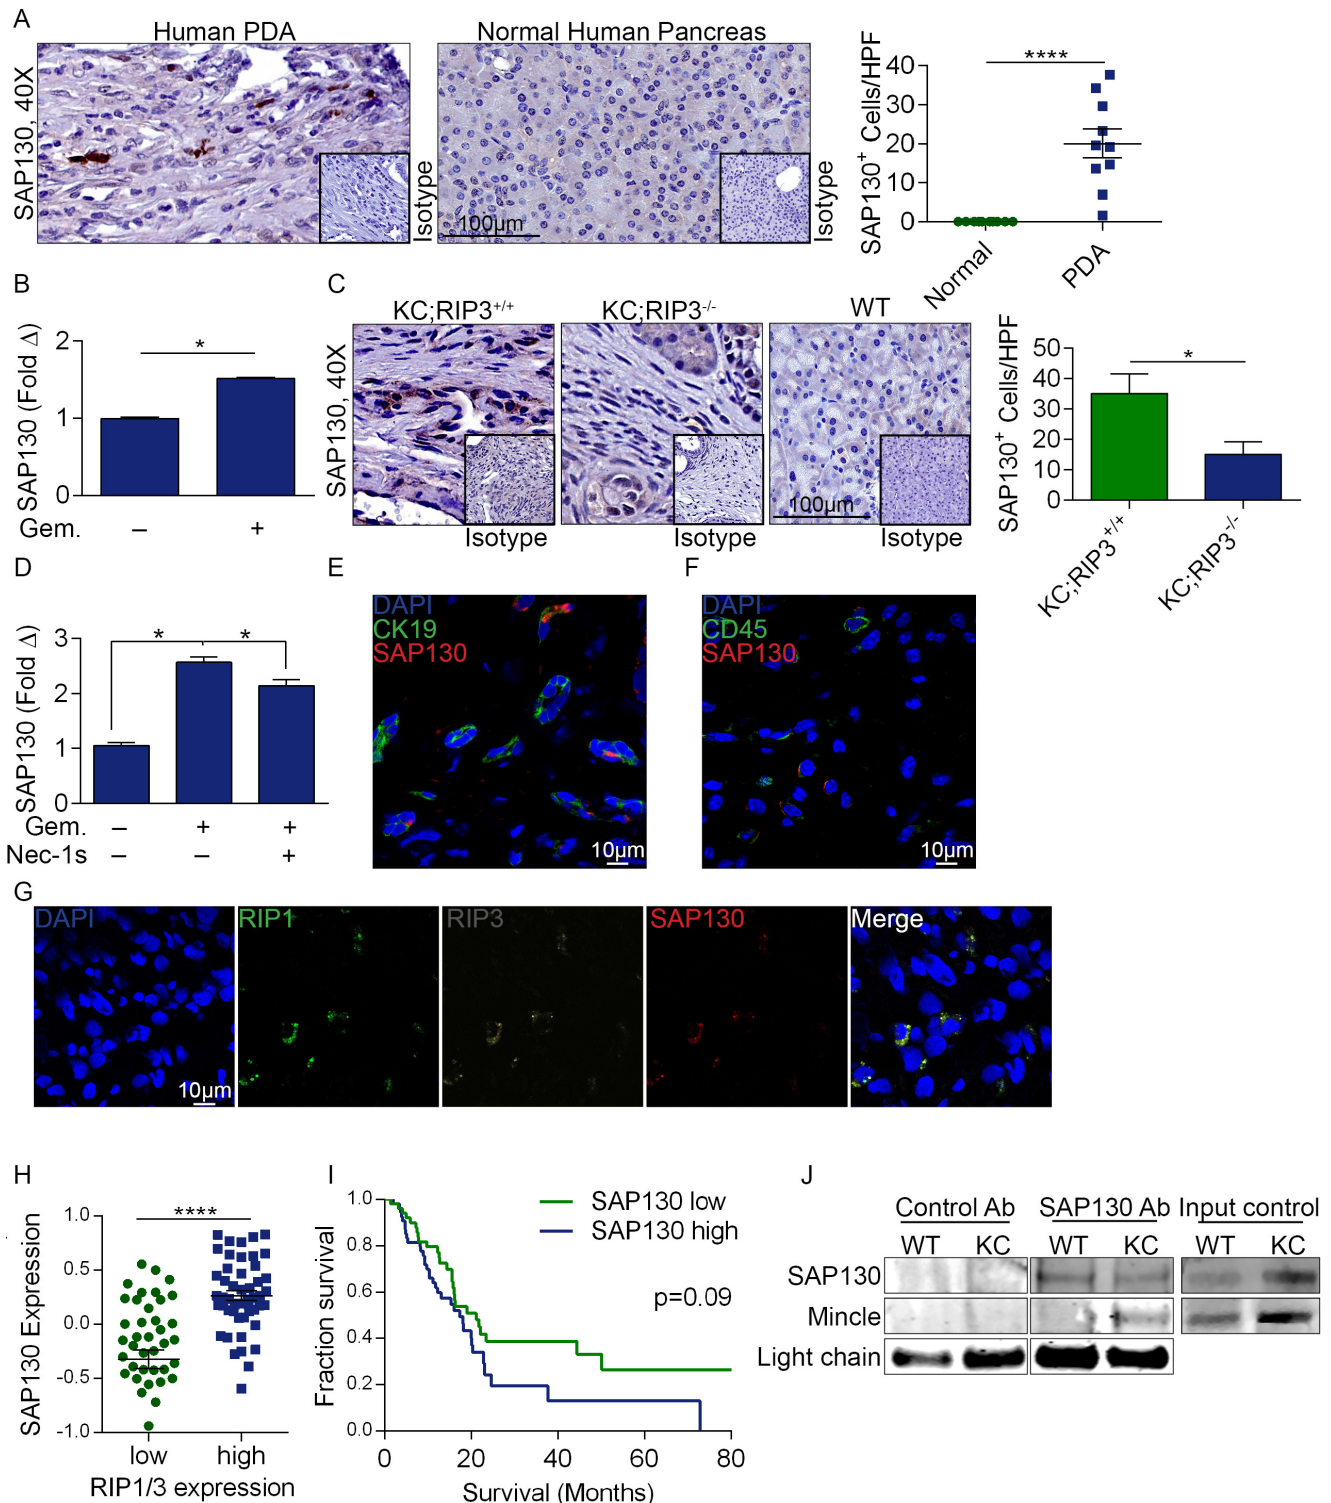 A
Human PDA
Normal Human Pancreas
SAP130, 40X
Isotype
100µm
Isotype
SAP130⁺ Cells/HPF
40
30
20
10
0
****
Normal
PDA
B
SAP130 (Fold Δ)
2
1
0
*
Gem. – +
C
KC;RIP3⁺/⁺
KC;RIP3⁻/⁻
WT
SAP130, 40X
100µm
Isotype
Isotype
Isotype
SAP130⁺ Cells/HPF
50
40
30
20
10
0
*
KC;RIP3⁺/⁺
KC;RIP3⁻/⁻
D
SAP130 (Fold Δ)
3
2
1
0
* *
Gem. – + +
Nec-1s – – +
E
DAPI
CK19
SAP130
10µm
F
DAPI
CD45
SAP130
10µm
G
DAPI
RIP1
RIP3
SAP130
Merge
10µm
H
SAP130 Expression
1.0
0.5
0.0
-0.5
-1.0
****
low high
RIP1/3 expression
I
Fraction survival
1.0
0.8
0.6
0.4
0.2
0.0
SAP130 low
SAP130 high
p=0.09
0 20 40 60 80
Survival (Months)
J
Control Ab SAP130 Ab Input control
WT KC WT KC WT KC
SAP130
Mincle
Light chain